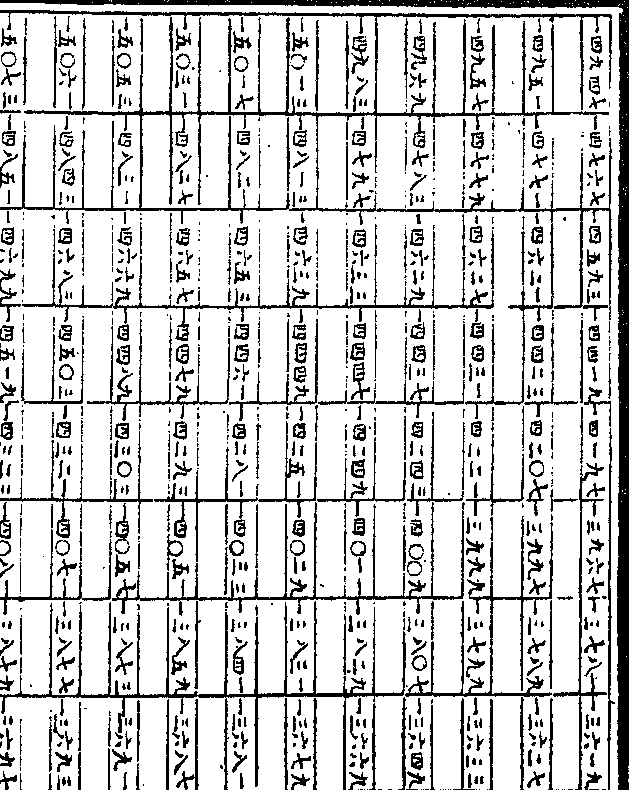 一四九四七 一四七六七 一四五九三 一四四一九 一四一九七 一三九六七 一三七八一 一三六一九
一四九五一 一四七七一 一四六二一 一四四二三 一四二〇七 一三九九七 一三七八九 一三六二七
一四九五七 一四七七九 一四六二七 一四四三一 一四二二一 一三九九九 一三七九九 一三六三三
一四九六九 一四七八三 一四六二九 一四四三七 一四二四三 一四〇〇九 一三八〇七 一三六四九
一四九八三 一四七九七 一四六三三 一四四四七 一四二四九 一四〇一一 一三八二九 一三六六九
一五〇一三 一四八一三 一四六三九 一四四四九 一四二五一 一四〇二九 一三八三一 一三六七九
一五〇一七 一四八二一 一四六五三 一四四六一 一四二八一 一四〇三三 一三八四一 一三六八一
一五〇三一 一四八二七 一四六五七 一四四七九 一四二九三 一四〇五一 一三八五九 一三六八七
一五〇五三 一四八三一 一四六六九 一四四八九 一四三〇三 一四〇五七 一三八七三 一三六九一
一五〇六一 一四八四三 一四六八三 一四五〇三 一四三二一 一四〇七一 一三八七七 一三六九三
一五〇七三 一四八五一 一四六九九 一四五一九 一四三二三 一四〇八一 一三八七九 一三六九七